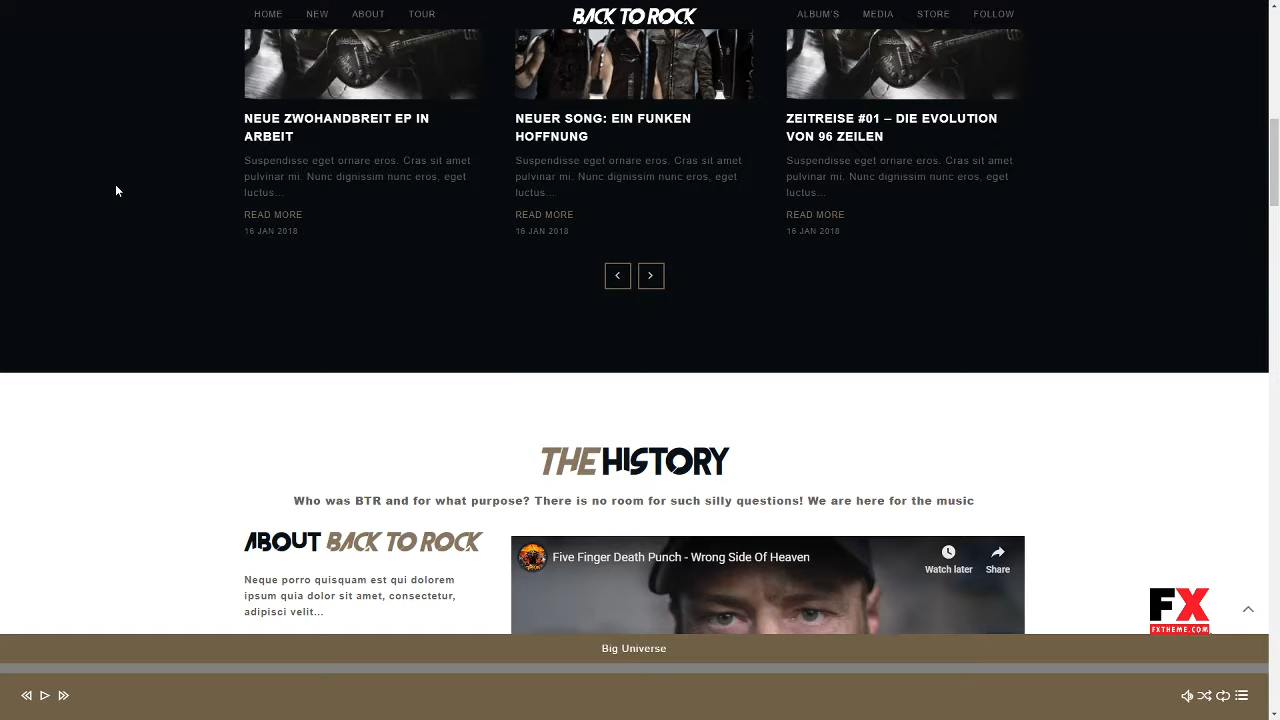 HOME NEW ABOUT TOUR BACK TO ROCK ALBUM'S MEDIA STORE FOLLOW
NEUE ZWOHANDBREIT EP IN
ARBEIT
Suspendisse eget ornare eros. Cras sit amet
pulvinar mi. Nunc dignissim nunc eros, eget
luctus...
READ MORE
16 JAN 2018
NEUER SONG: EIN FUNKEN
HOFFNUNG
Suspendisse eget ornare eros. Cras sit amet
pulvinar mi. Nunc dignissim nunc eros, eget
luctus...
READ MORE
16 JAN 2018
ZEITREISE #01 – DIE EVOLUTION
VON 96 ZEILEN
Suspendisse eget ornare eros. Cras sit amet
pulvinar mi. Nunc dignissim nunc eros, eget
luctus...
READ MORE
16 JAN 2018
THE HISTORY
Who was BTR and for what purpose? There is no room for such silly questions! We are here for the music
ABOUT BACK TO ROCK
Neque porro quisquam est qui dolorem
ipsum quia dolor sit amet, consectetur,
adipisci velit...
Five Finger Death Punch - Wrong Side Of Heaven
Watch later
Share
FX
FXTHEME.COM
Big Universe